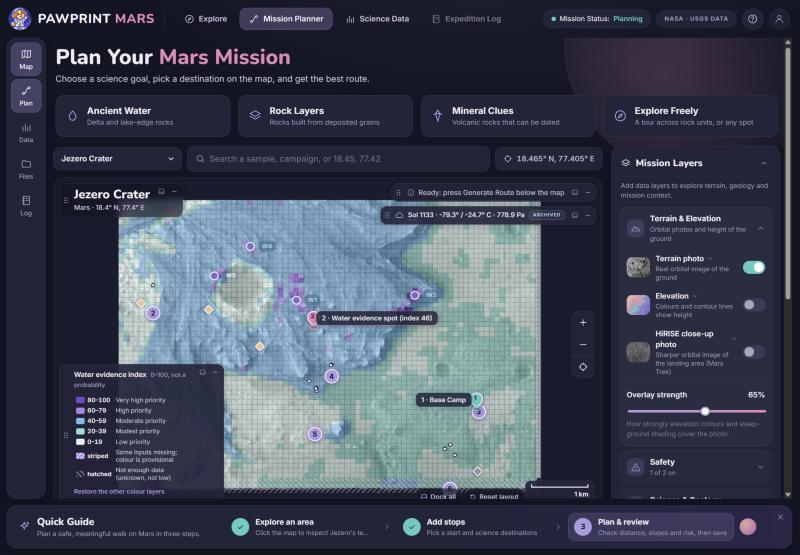 PAWPRINT MARS
Explore
Mission Planner
Science Data
Expedition Log
Mission Status: Planning
NASA · USGS DATA
Map
Plan
Data
Files
Log
Plan Your Mars Mission
Choose a science goal, pick a destination on the map, and get the best route.
Ancient Water
Delta and lake-edge rocks
Rock Layers
Rocks built from deposited grains
Mineral Clues
Volcanic rocks that can be dated
Explore Freely
A tour across rock units, or any spot
Jezero Crater
Search a sample, campaign, or 18.45, 77.42
18.465° N, 77.405° E
Jezero Crater
Mars · 18.4° N, 77.4° E
Ready: press Generate Route below the map
Sol 1133 · -79.3° / -24.7° C · 778.9 Pa ARCHIVED
W4
W5
W1
W2
2
2
2 · Water evidence spot (index 46)
4
1 · Base Camp
1
3
5
Water evidence index 0–100, not a
probability
80-100 Very high priority
60-79 High priority
40-59 Moderate priority
20-39 Modest priority
0-19 Low priority
striped Some inputs missing;
colour is provisional
hatched Not enough data
(unknown, not low)
Restore the other colour layers
Dock all
Reset layout
1 km
Mission Layers
Add data layers to explore terrain, geology and
mission context.
Terrain & Elevation
Orbital photos and height of the
ground
Terrain photo
Real orbital image of the
ground
Elevation
Colours and contour lines
show height
HiRISE close-up
photo
Sharper orbital image of
the landing area (Mars
Trek)
Overlay strength 65%
How strongly elevation colours and steep-
ground shading cover the photo.
Safety
1 of 2 on
Quick Guide
Plan a safe, meaningful walk on Mars in three steps.
Explore an area
Click the map to inspect Jezero's te...
Add stops
Pick a start and science destinations
3
Plan & review
Check distance, slopes and risk, then save